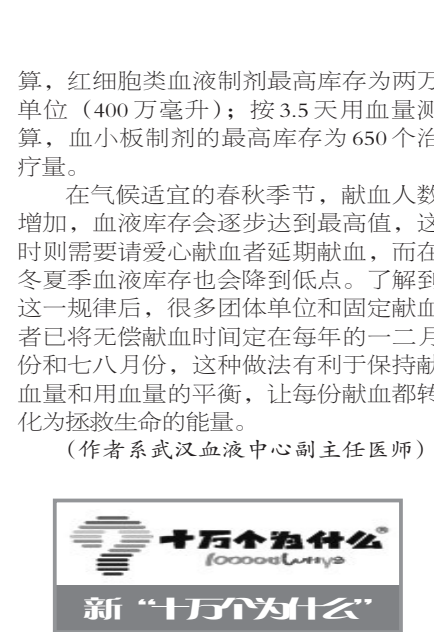 算，红细胞类血液制剂最高库存为两万
单位（400万毫升）；按3.5天用血量测
算，血小板制剂的最高库存为650个治
疗量。
在气候适宜的春秋季节，献血人数
增加，血液库存会逐步达到最高值，这
时则需要请爱心献血者延期献血，而在
冬夏季血液库存也会降到低点。了解到
这一规律后，很多团体单位和固定献血
者已将无偿献血时间定在每年的一二月
份和七八月份，这种做法有利于保持献
血量和用血量的平衡，让每份献血都转
化为拯救生命的能量。
（作者系武汉血液中心副主任医师）
十万个为什么®
新“十万个为什么”